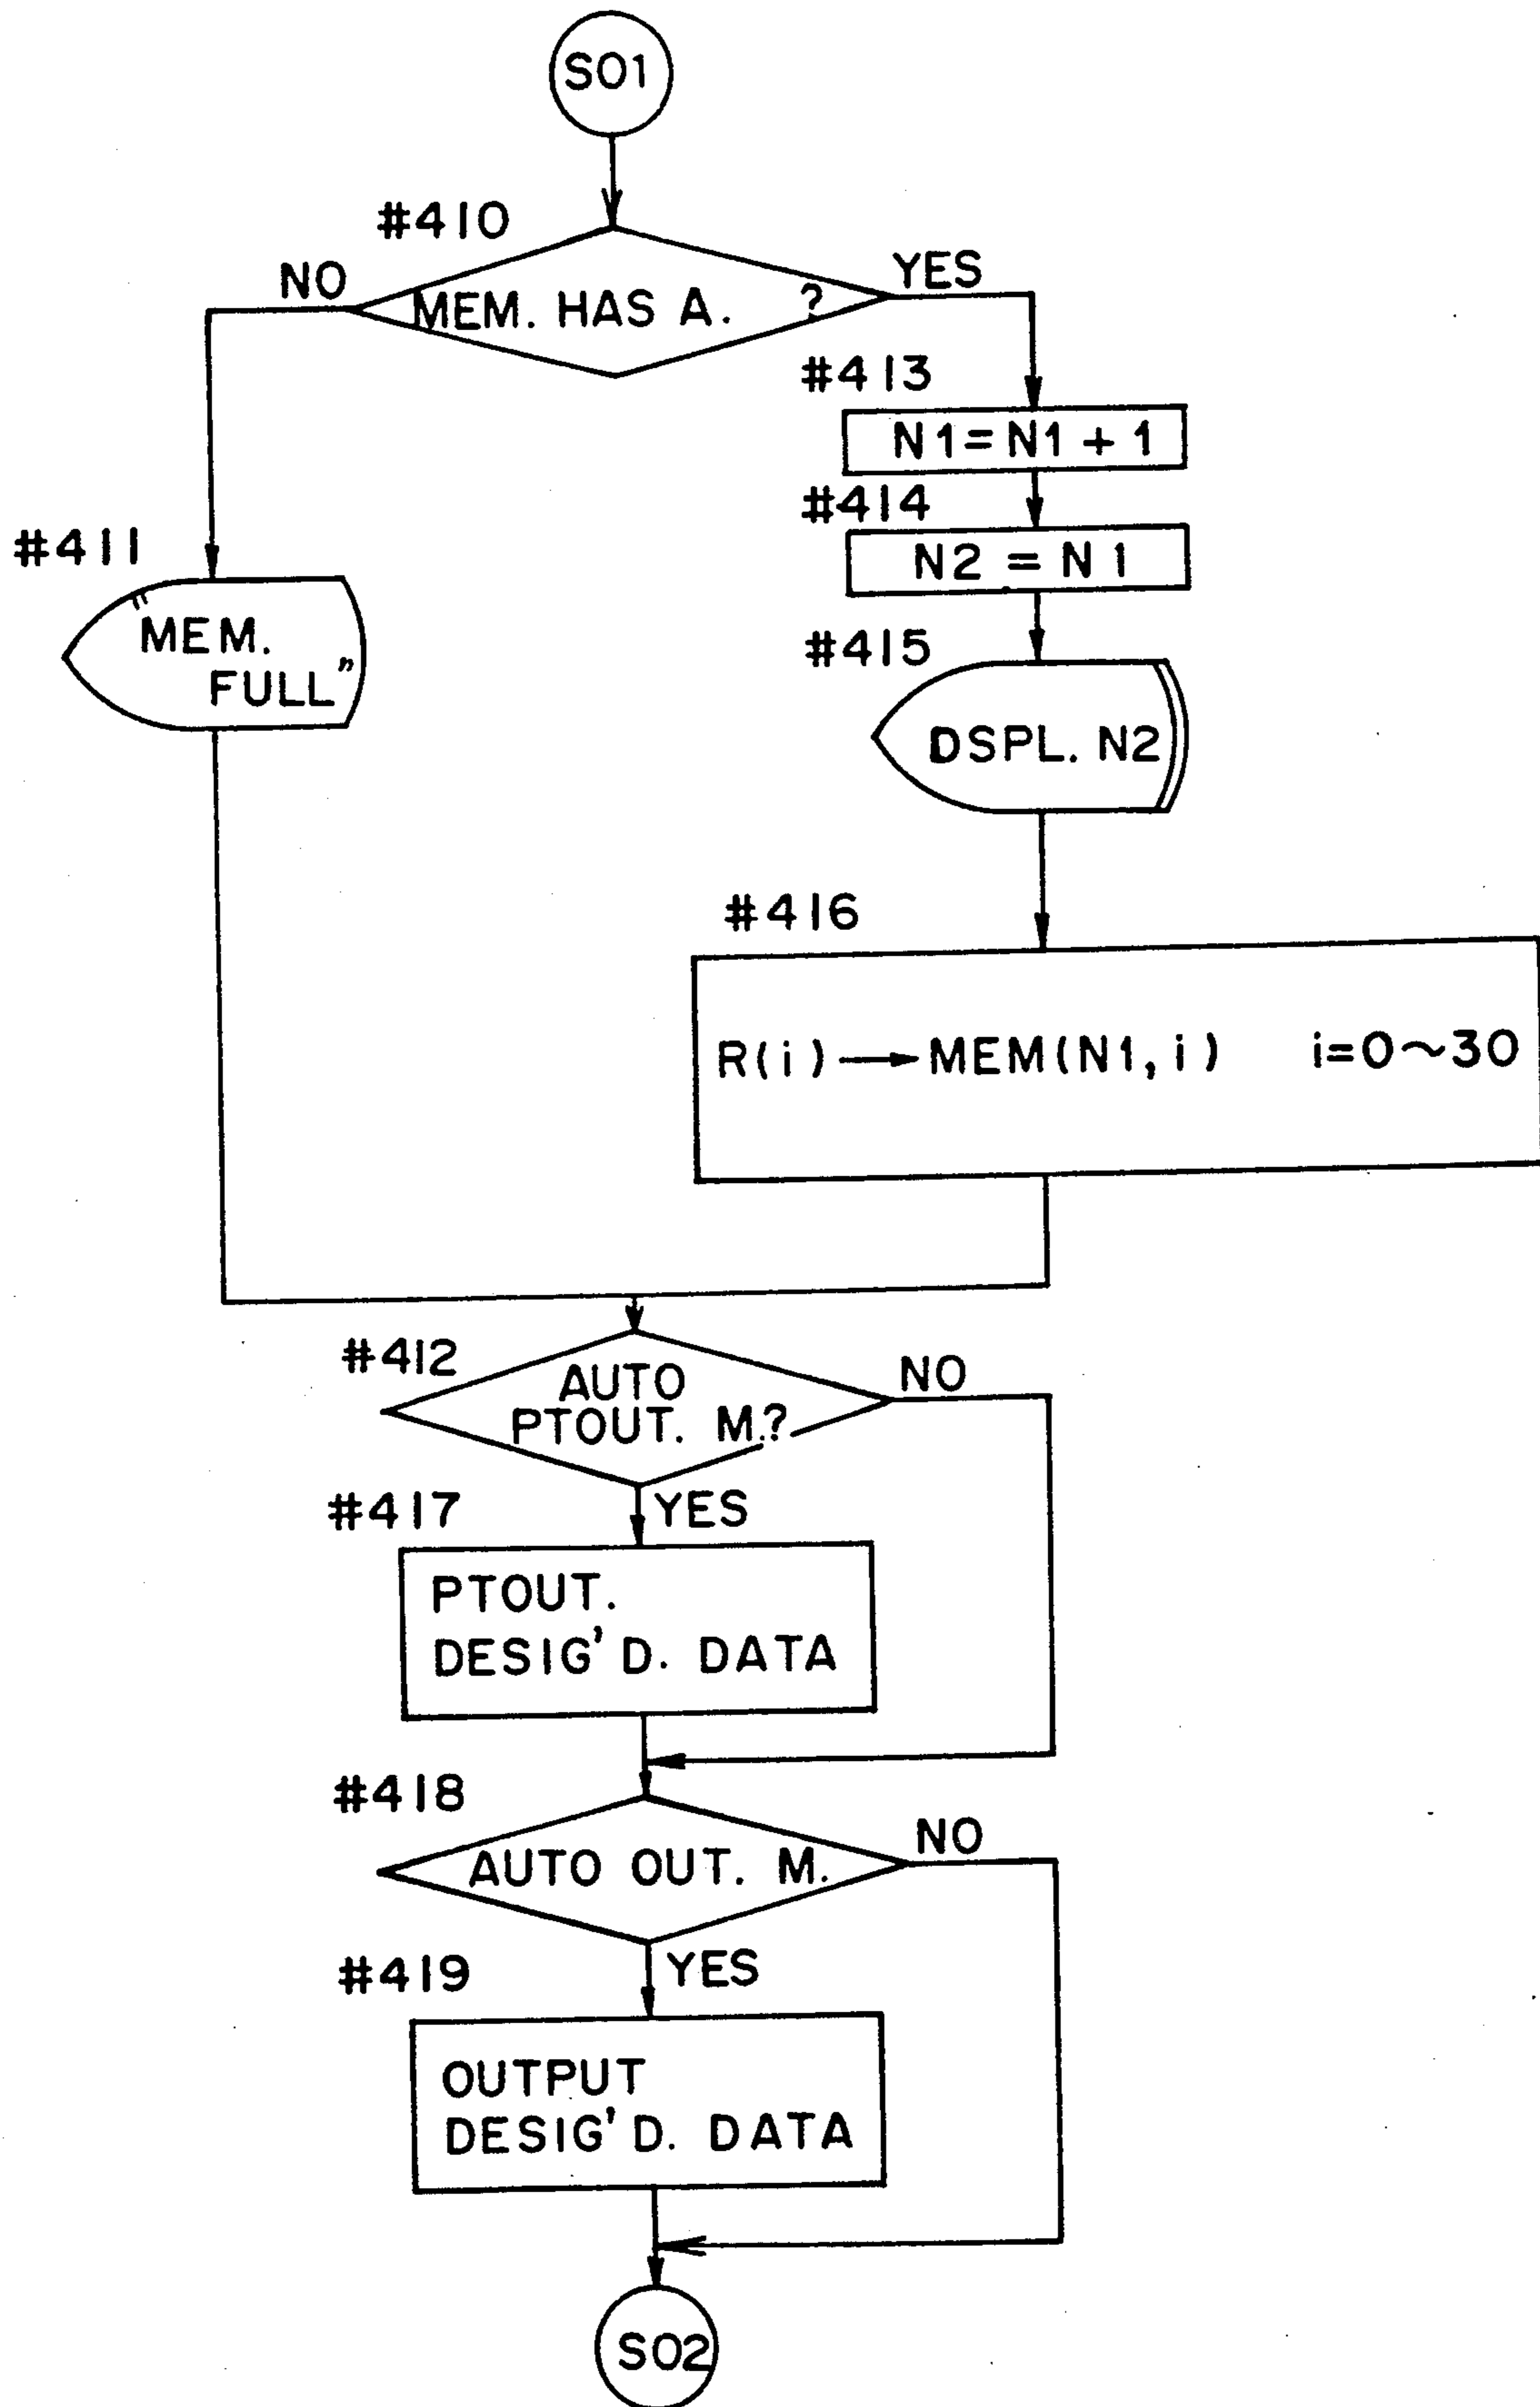 S01
#410
NO
YES
MEM. HAS A. ?
#413
N1=N1+1
#414
N2=N1
#411
"MEM.
FULL"
#415
DSPL. N2
#416
R(i)→MEM(N1,i) i=0~30
#412
AUTO
PTOUT. M.?
NO
#417
YES
PTOUT.
DESIG'D. DATA
#418
NO
AUTO OUT. M.
#419
YES
OUTPUT
DESIG'D. DATA
S02